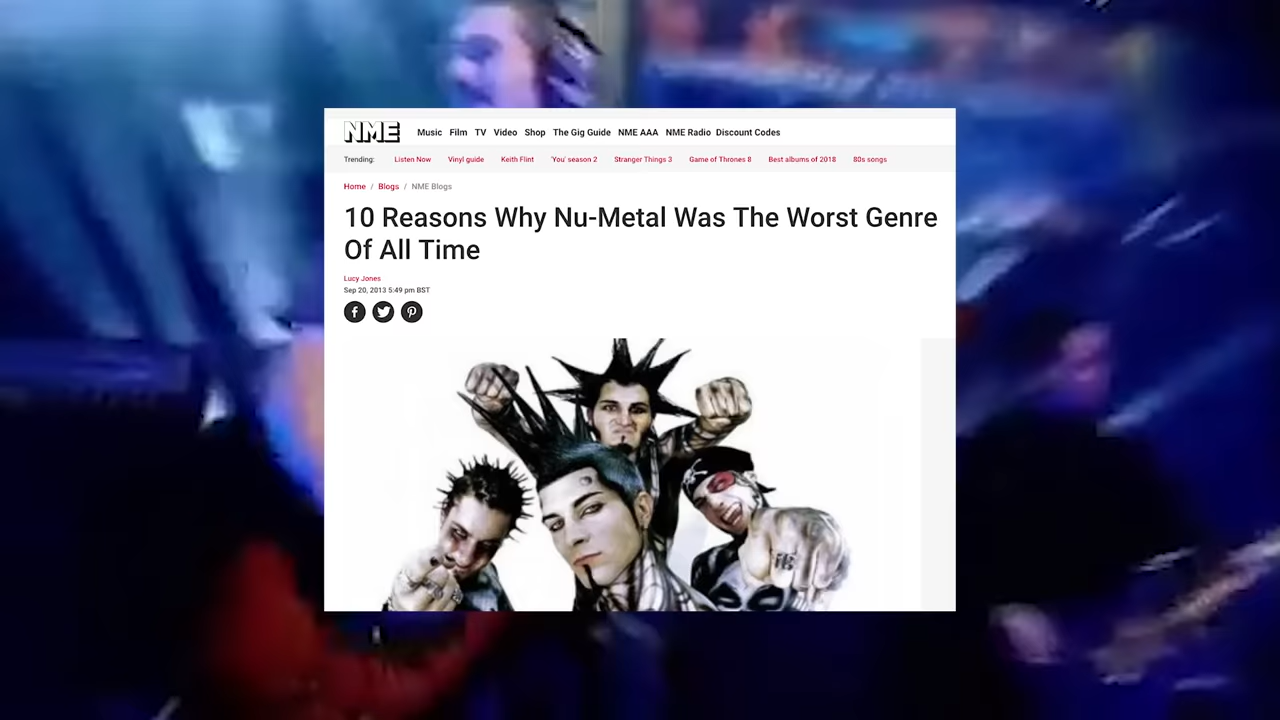 NME Music Film TV Video Shop The Gig Guide NME AAA NME Radio Discount Codes
Trending: Listen Now Vinyl guide Keith Flint 'You' season 2 Stranger Things 3 Game of Thrones 8 Best albums of 2018 80s songs
Home / Blogs / NME Blogs
10 Reasons Why Nu-Metal Was The Worst Genre
Of All Time
Lucy Jones
Sep 20, 2013 5:49 pm BST